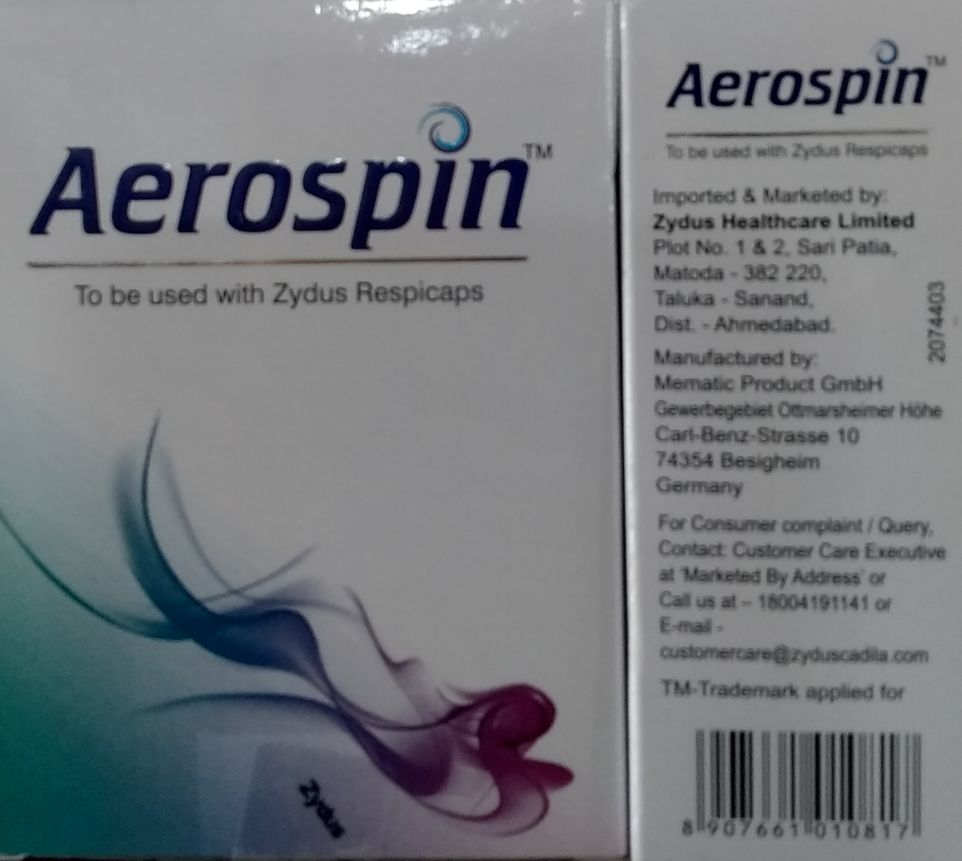 Aerospin™
To be used with Zydus Respicaps
Zydus
Aerospin™
To be used with Zydus Respicaps
Imported & Marketed by:
Zydus Healthcare Limited
Plot No. 1 & 2, Sari Patia,
Matoda - 382 220,
Taluka - Sanand,
Dist. - Ahmedabad.
2074403
Manufactured by:
Mematic Product GmbH
Gewerbegebiet Ottmarsheimer Höhe
Carl-Benz-Strasse 10
74354 Besigheim
Germany
For Consumer complaint / Query,
Contact: Customer Care Executive
at 'Marketed By Address' or
Call us at – 18004191141 or
E-mail -
customercare@zyduscadila.com
TM-Trademark applied for
8 907661 010817